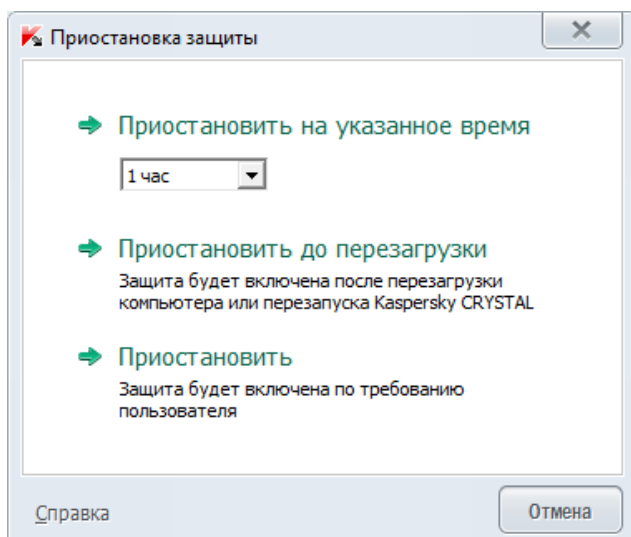 Приостановка защиты
Приостановить на указанное время
1 час
Приостановить до перезагрузки
Защита будет включена после перезагрузки
компьютера или перезапуска Kaspersky CRYSTAL
Приостановить
Защита будет включена по требованию
пользователя
Справка
Отмена